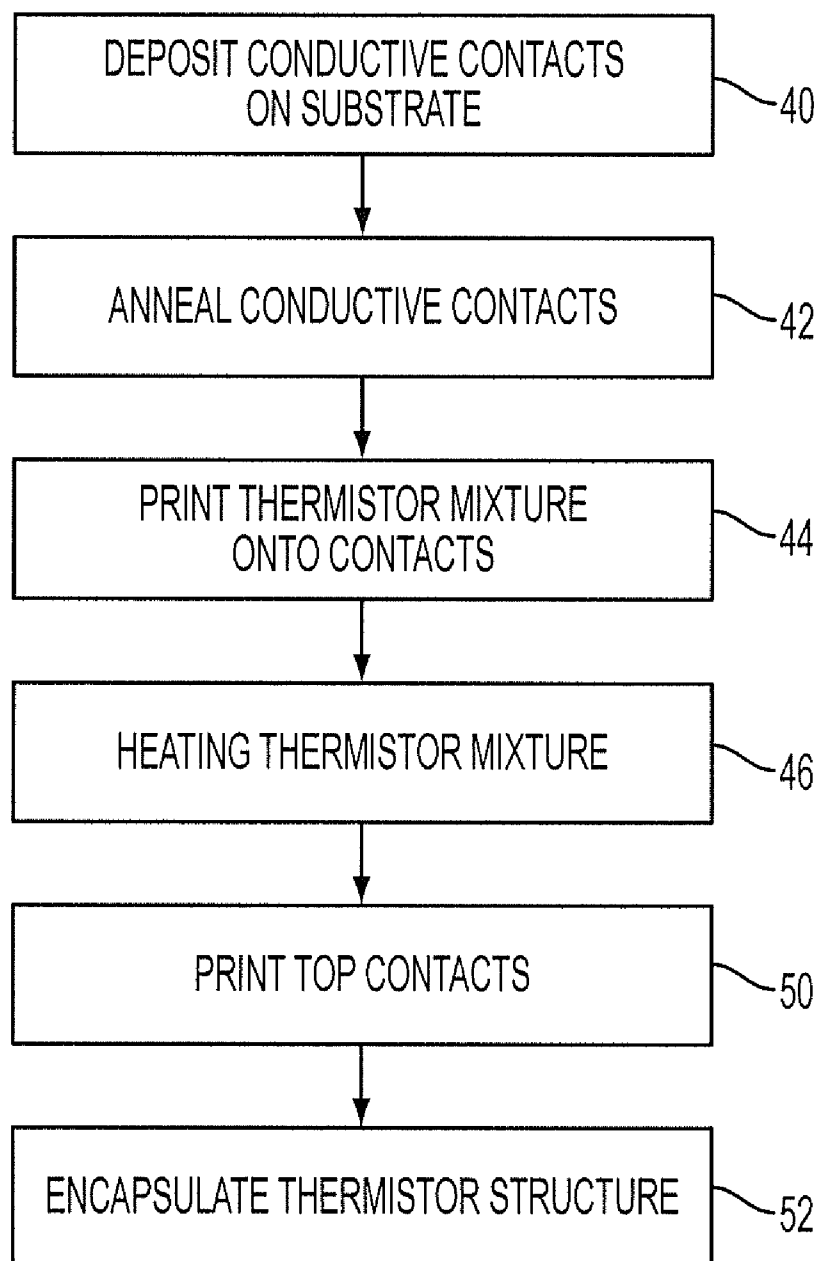 DEPOSIT CONDUCTIVE CONTACTS
ON SUBSTRATE
40
ANNEAL CONDUCTIVE CONTACTS
42
PRINT THERMISTOR MIXTURE
ONTO CONTACTS
44
HEATING THERMISTOR MIXTURE
46
PRINT TOP CONTACTS
50
ENCAPSULATE THERMISTOR STRUCTURE
52